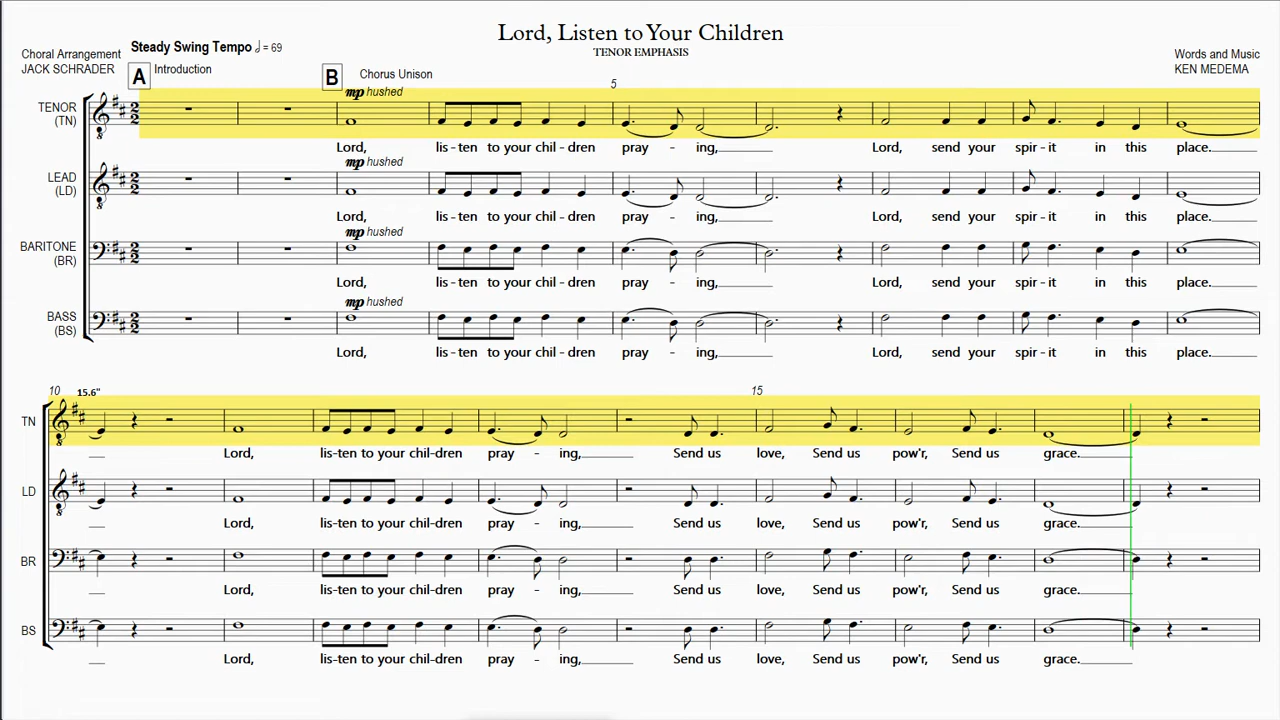 Lord, Listen to Your Children
TENOR EMPHASIS
Choral Arrangement
JACK SCHRADER
Steady Swing Tempo = 69
Words and Music
KEN MEDEMA
A Introduction
B Chorus Unison
5
TENOR
(TN)
mp hushed
Lord, lis - ten to your chil - dren pray - ing, Lord, send your spir - it in this place.
LEAD
(LD)
mp hushed
Lord, lis - ten to your chil - dren pray - ing, Lord, send your spir - it in this place.
BARITONE
(BR)
mp hushed
Lord, lis - ten to your chil - dren pray - ing, Lord, send your spir - it in this place.
BASS
(BS)
mp hushed
Lord, lis - ten to your chil - dren pray - ing, Lord, send your spir - it in this place.
10 15.6" 15
TN
Lord, lis-ten to your chil-dren pray - ing, Send us love, Send us pow'r, Send us grace.
LD
Lord, lis-ten to your chil-dren pray - ing, Send us love, Send us pow'r, Send us grace.
BR
Lord, lis-ten to your chil-dren pray - ing, Send us love, Send us pow'r, Send us grace.
BS
Lord, lis-ten to your chil-dren pray - ing, Send us love, Send us pow'r, Send us grace.